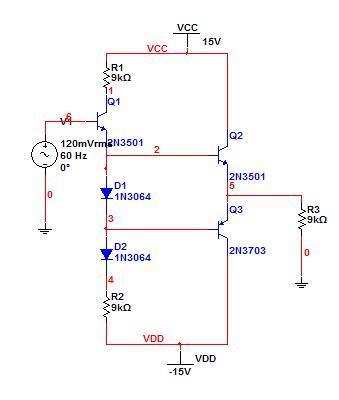 VCC
15V
VCC
R1
9kΩ
1
Q1
6
V1
120mVrms
60 Hz
0°
2N3501
2
Q2
2N3501
0
D1
1N3064
5
3
Q3
R3
9kΩ
D2
1N3064
2N3703
0
4
R2
9kΩ
VDD
VDD
-15V